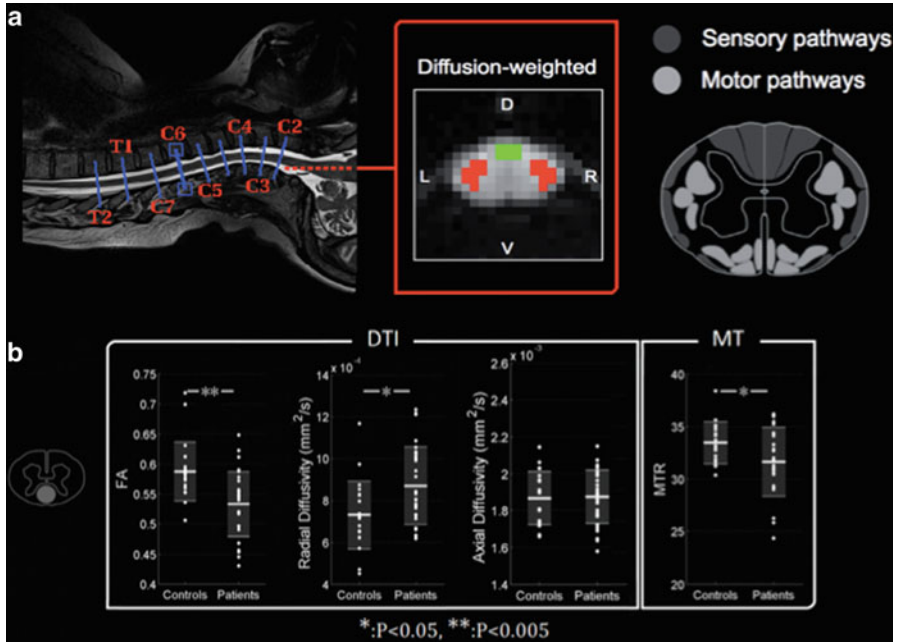 a
C6
C4
C2
T1
T2
C7
C5
C3
Diffusion-weighted
D
L
R
V
Sensory pathways
Motor pathways
b
DTI
MT
FA
0.75
0.7
0.65
0.6
0.55
0.5
0.45
0.4
**
Controls Patients
Radial Diffusivity (mm²/s)
x 10⁻⁴
14
12
10
8
6
4
*
Controls Patients
Axial Diffusivity (mm²/s)
x 10⁻³
2.6
2.4
2.2
2
1.8
1.6
1.4
Controls Patients
MTR
40
35
30
25
20
*
Controls Patients
*:P<0.05, **:P<0.005